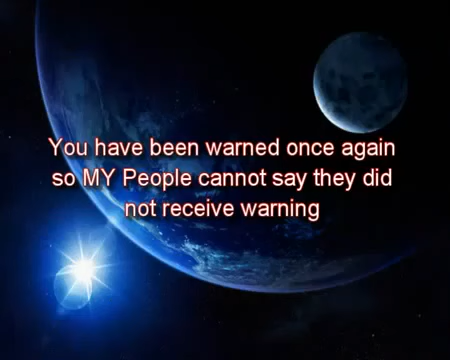 You have been warned once again
so MY People cannot say they did
not receive warning